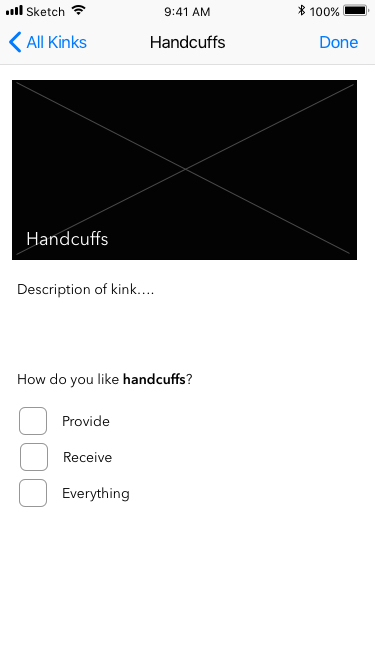 Sketch 9:41 AM 100%
All Kinks Handcuffs Done
Handcuffs
Description of kink....
How do you like handcuffs?
Provide
Receive
Everything